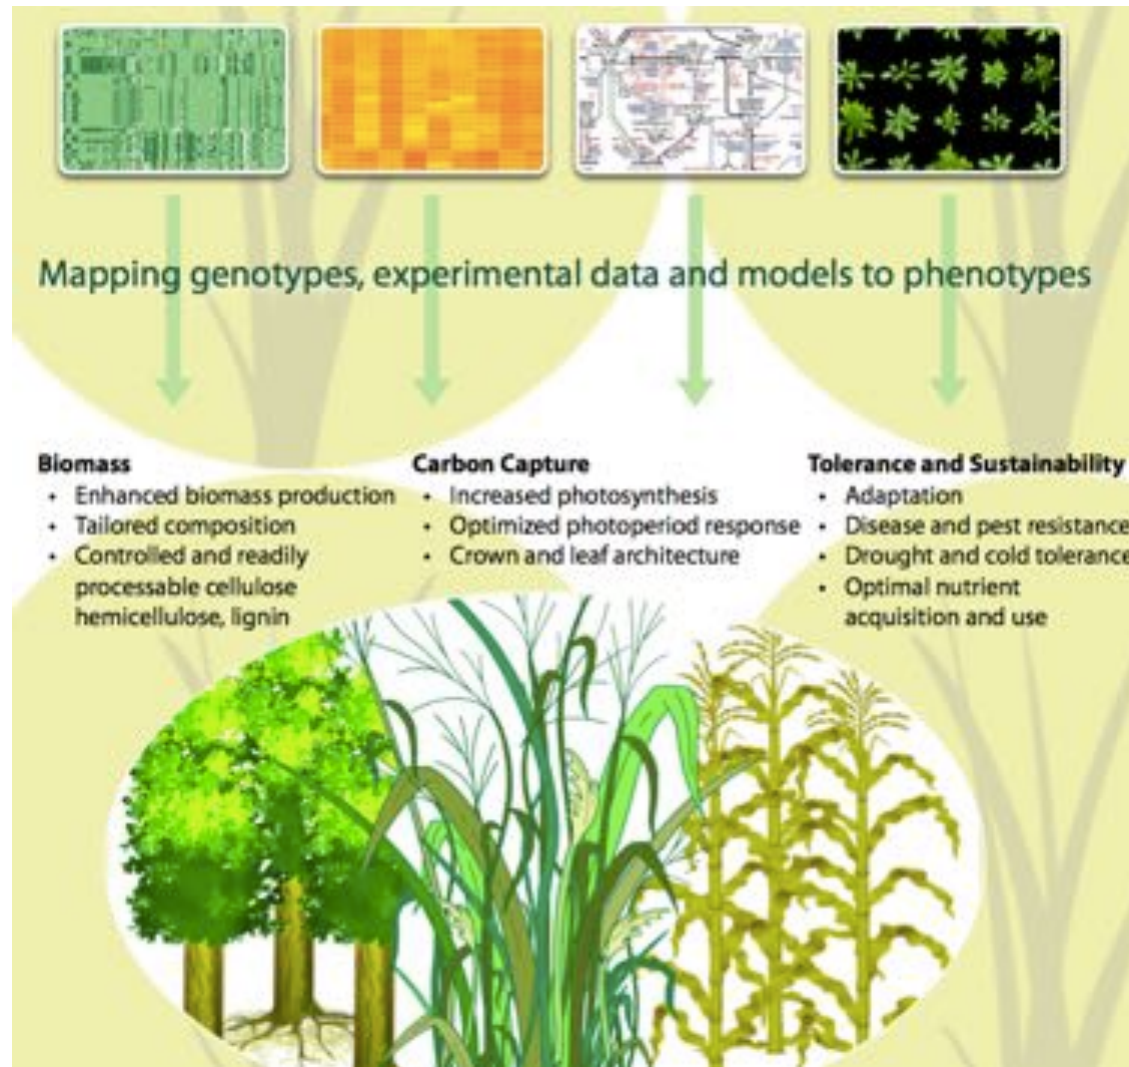 Mapping genotypes, experimental data and models to phenotypes
Biomass
• Enhanced biomass production
• Tailored composition
• Controlled and readily
processable cellulose
hemicellulose, lignin
Carbon Capture
• Increased photosynthesis
• Optimized photoperiod response
• Crown and leaf architecture
Tolerance and Sustainability
• Adaptation
• Disease and pest resistance
• Drought and cold tolerance
• Optimal nutrient
acquisition and use